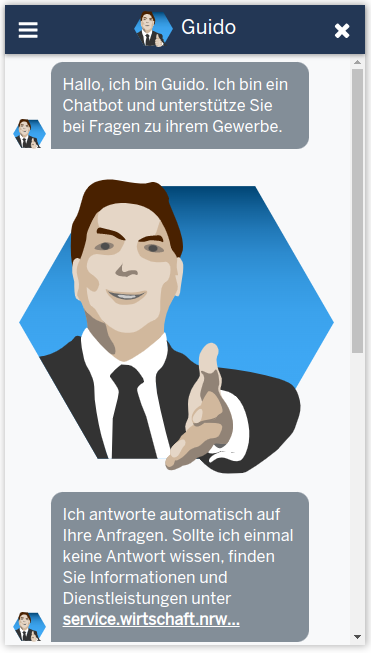 Guido
Hallo, ich bin Guido. Ich bin ein
Chatbot und unterstütze Sie
bei Fragen zu ihrem Gewerbe.
Ich antworte automatisch auf
Ihre Anfragen. Sollte ich einmal
keine Antwort wissen, finden
Sie Informationen und
Dienstleistungen unter
service.wirtschaft.nrw...